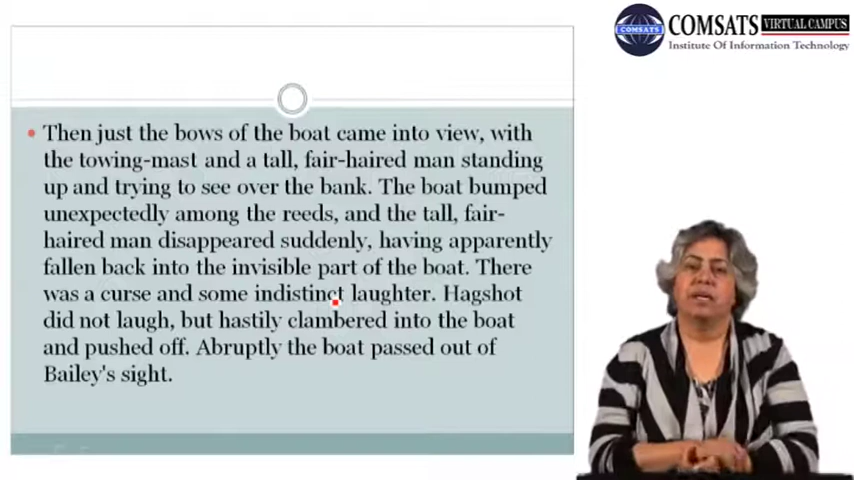 COMSATS VIRTUAL CAMPUS
COMSATS
Institute Of Information Technology
Then just the bows of the boat came into view, with
the towing-mast and a tall, fair-haired man standing
up and trying to see over the bank. The boat bumped
unexpectedly among the reeds, and the tall, fair-
haired man disappeared suddenly, having apparently
fallen back into the invisible part of the boat. There
was a curse and some indistinct laughter. Hagshot
did not laugh, but hastily clambered into the boat
and pushed off. Abruptly the boat passed out of
Bailey's sight.